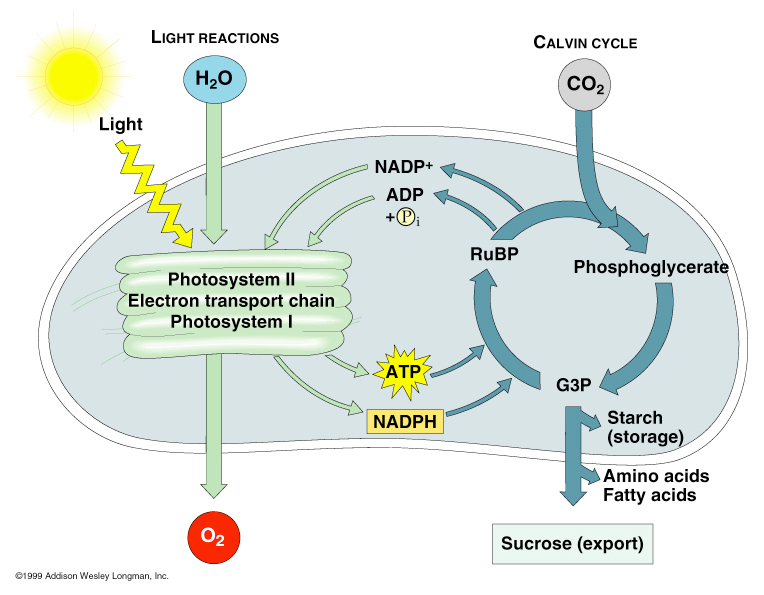 LIGHT REACTIONS
CALVIN CYCLE
H₂O
CO₂
Light
NADP⁺
ADP
+ Pᵢ
RuBP
Phosphoglycerate
Photosystem II
Electron transport chain
Photosystem I
ATP
G3P
NADPH
Starch
(storage)
Amino acids
Fatty acids
O₂
Sucrose (export)
©1999 Addison Wesley Longman, Inc.